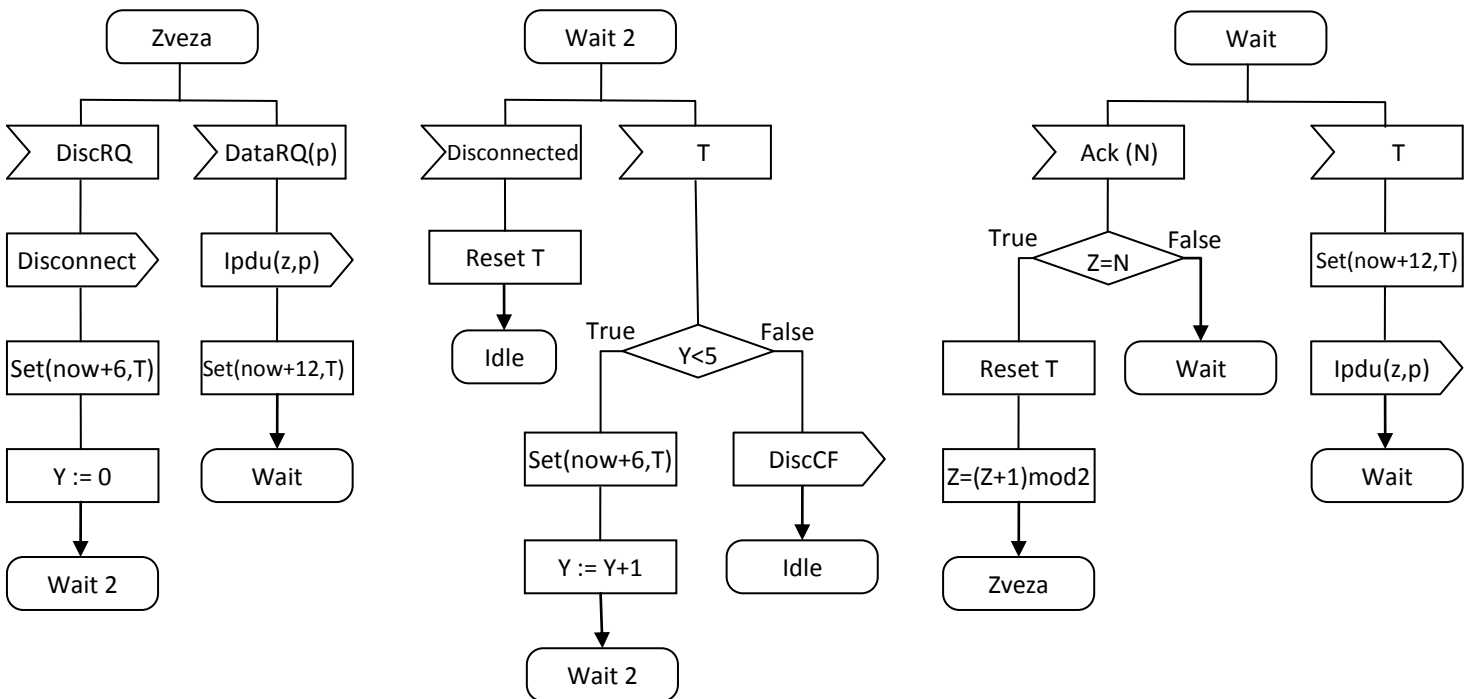 Zveza
DiscRQ
DataRQ(p)
Disconnect
Ipdu(z,p)
Set(now+6,T)
Set(now+12,T)
Y := 0
Wait
Wait 2
Wait 2
Disconnected
T
Reset T
Idle
True
False
Y<5
Set(now+6,T)
DiscCF
Y := Y+1
Idle
Wait 2
Wait
Ack (N)
T
True
False
Z=N
Set(now+12,T)
Reset T
Wait
Ipdu(z,p)
Z=(Z+1)mod2
Wait
Zveza